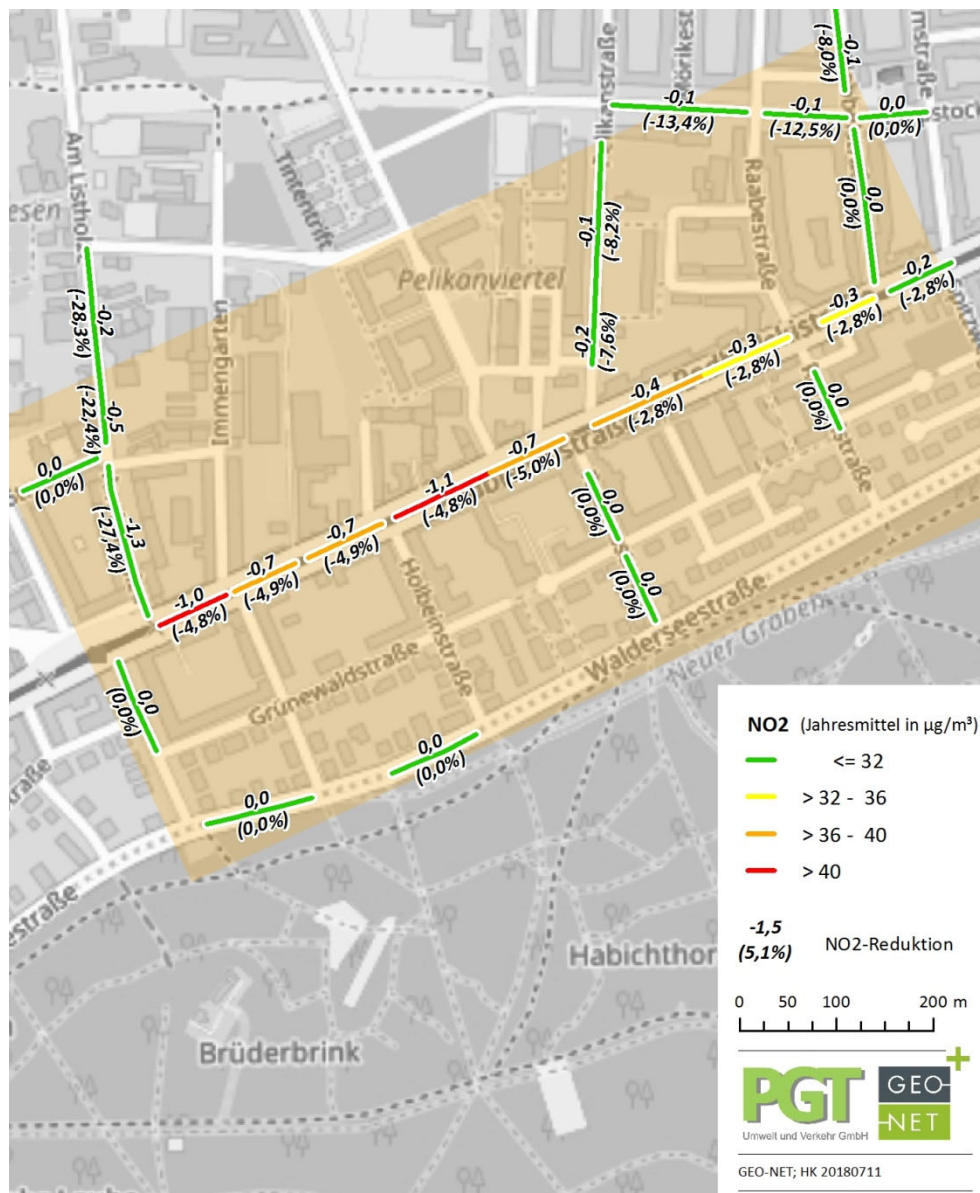 -0,1
(-8,0%)
-0,1
(-13,4%)
-0,1
(-12,5%)
0,0
(0,0%)
0,0
(0,0%)
Am Listholze
Tintentrift
Raabestraße
-0,1
(-8,2%)
-0,2
(-2,8%)
Pelikanviertel
-0,2
(-28,3%)
-0,3
(-2,8%)
Immengarten
-0,2
(-7,6%)
-0,3
(-2,8%)
-0,4
(-2,8%)
0,0
(0,0%)
-0,5
(-22,4%)
-0,7
(-5,0%)
0,0
(0,0%)
-1,1
(-4,8%)
0,0
(0,0%)
-1,3
(-27,4%)
-0,7
(-4,9%)
-0,7
(-4,9%)
-1,0
(-4,8%)
0,0
(0,0%)
Holbeinstraße
Grünewaldstraße
Walderseestraße
Neuer Graben
0,0
(0,0%)
0,0
(0,0%)
0,0
(0,0%)
Habichthor
Brüderbrink
NO2 (Jahresmittel in µg/m³)
<= 32
> 32 - 36
> 36 - 40
> 40
-1,5
(5,1%) NO2-Reduktion
0 50 100 200 m
PGT
Umwelt und Verkehr GmbH
GEO-
NET
GEO-NET; HK 20180711